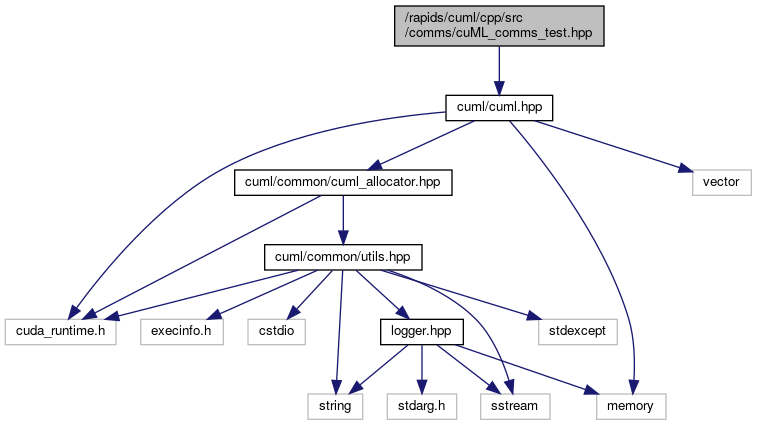 /rapids/cuml/cpp/src
/comms/cuML_comms_test.hpp
cuml/cuml.hpp
cuml/common/cuml_allocator.hpp
vector
cuml/common/utils.hpp
cuda_runtime.h
execinfo.h
cstdio
logger.hpp
stdexcept
string
stdarg.h
sstream
memory